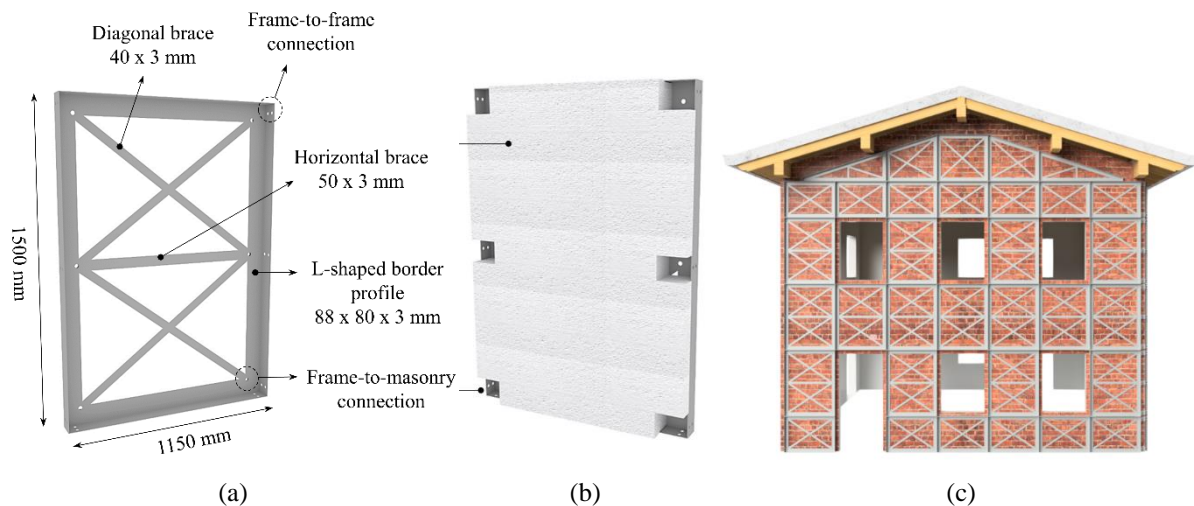 Diagonal brace
40 x 3 mm
Frame-to-frame
connection
1500 mm
Horizontal brace
50 x 3 mm
L-shaped border
profile
88 x 80 x 3 mm
Frame-to-masonry
connection
1150 mm
(a)
(b)
(c)